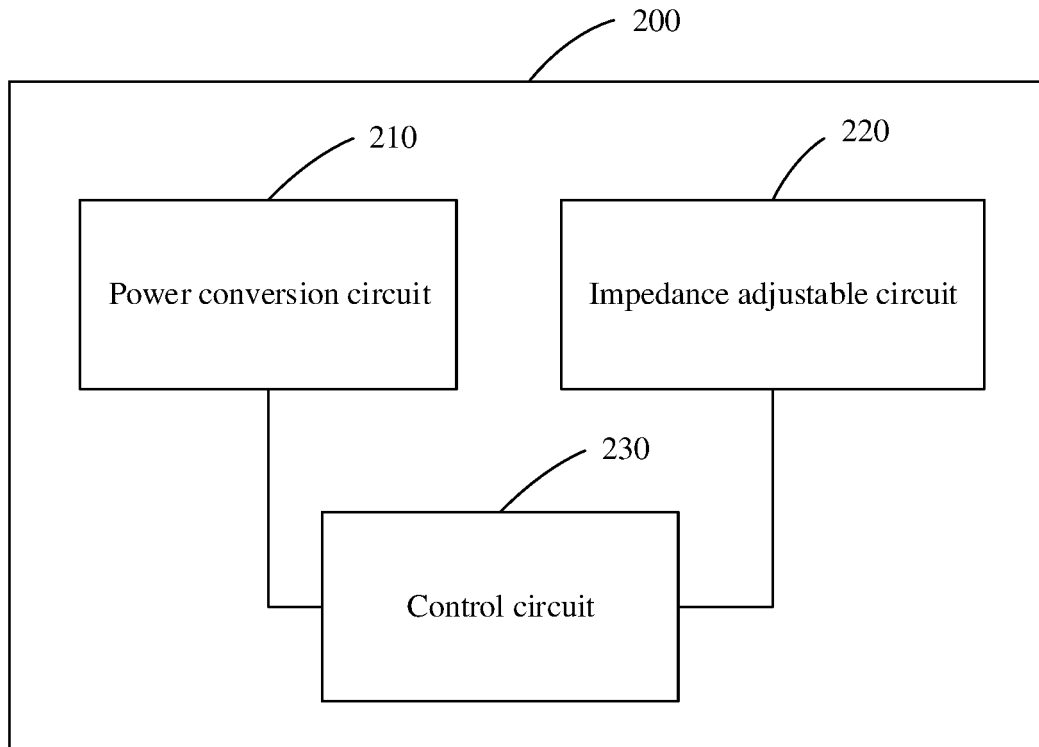 200
210
220
Power conversion circuit
Impedance adjustable circuit
230
Control circuit